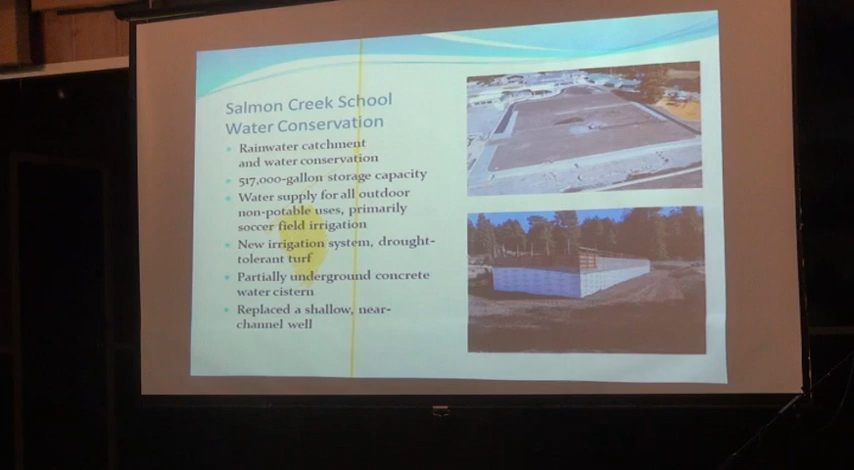 Salmon Creek School
Water Conservation
Rainwater catchment
and water conservation
517,000-gallon storage capacity
Water supply for all outdoor
non-potable uses, primarily
soccer field irrigation
New irrigation system, drought-
tolerant turf
Partially underground concrete
water cistern
Replaced a shallow, near-
channel well